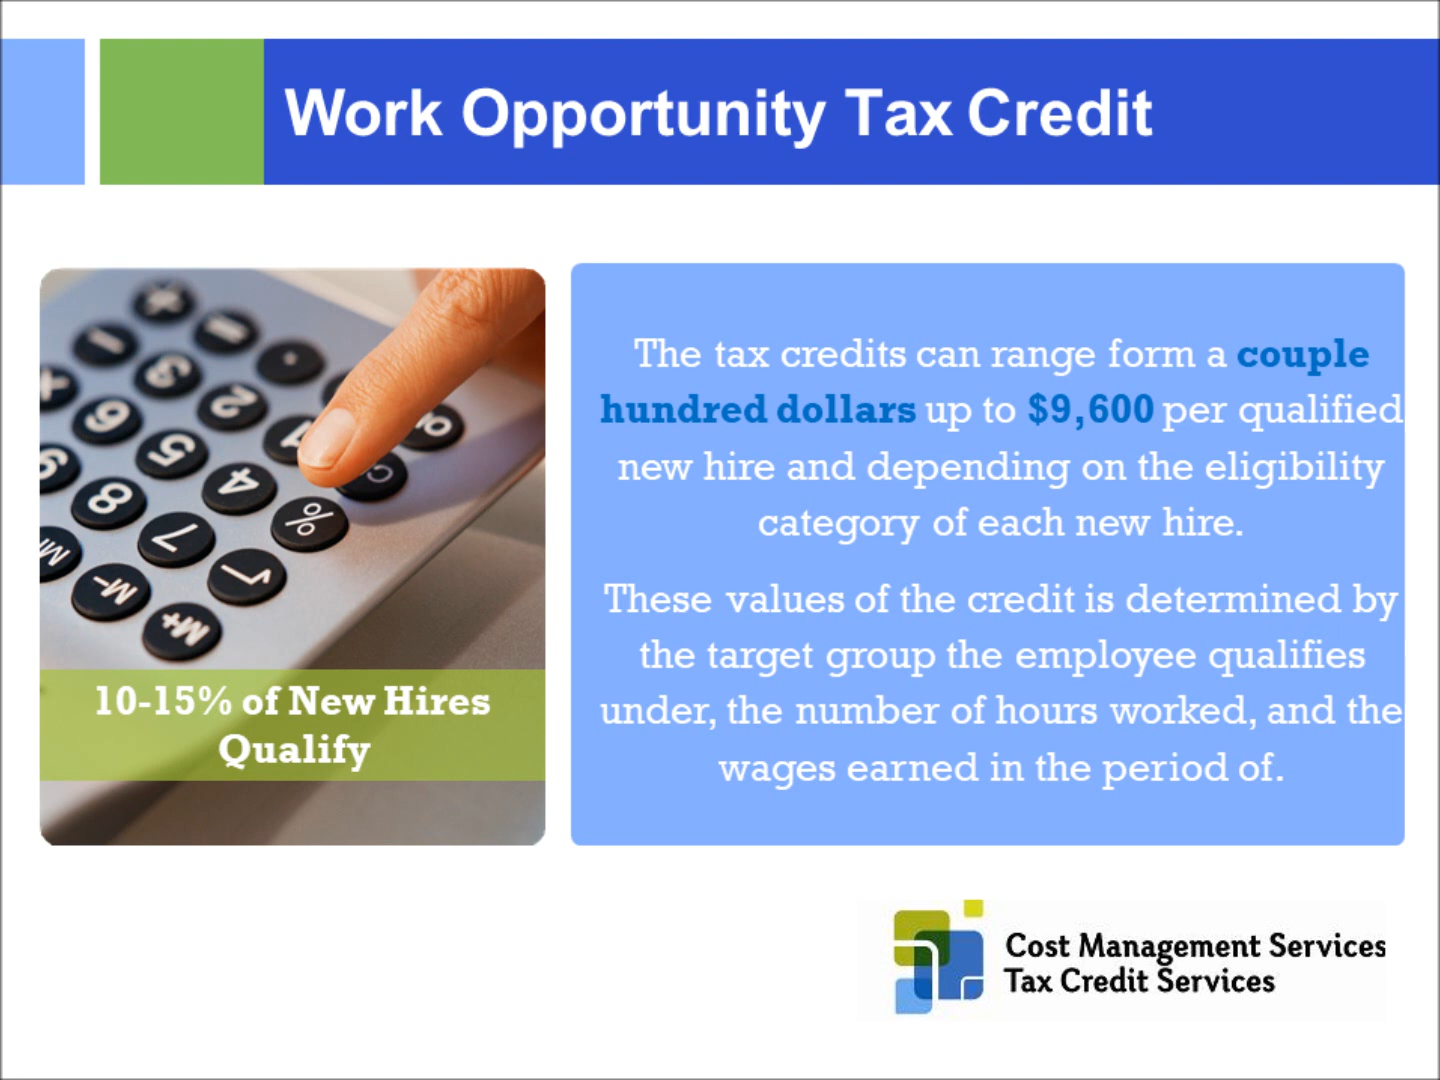 Work Opportunity Tax Credit
The tax credits can range form a couple
hundred dollars up to $9,600 per qualified
new hire and depending on the eligibility
category of each new hire.
These values of the credit is determined by
the target group the employee qualifies
under, the number of hours worked, and the
wages earned in the period of.
10-15% of New Hires
Qualify
Cost Management Services
Tax Credit Services